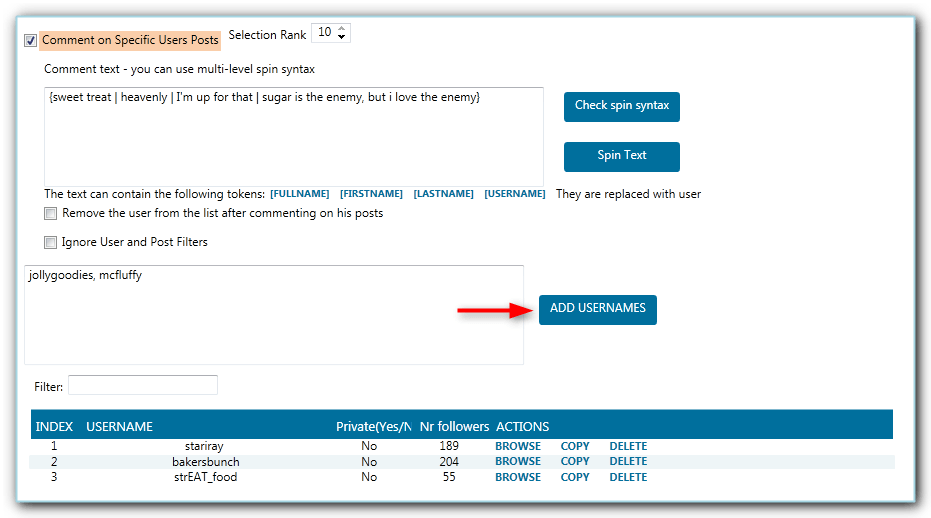 Comment on Specific Users Posts Selection Rank 10
Comment text - you can use multi-level spin syntax
{sweet treat | heavenly | I'm up for that | sugar is the enemy, but i love the enemy}
Check spin syntax
Spin Text
The text can contain the following tokens: [FULLNAME] [FIRSTNAME] [LASTNAME] [USERNAME] They are replaced with user
Remove the user from the list after commenting on his posts
Ignore User and Post Filters
jollygoodies, mcfluffy
ADD USERNAMES
Filter:
INDEX USERNAME Private(Yes/N Nr followers ACTIONS
1 stariray No 189 BROWSE COPY DELETE
2 bakersbunch No 204 BROWSE COPY DELETE
3 strEAT_food No 55 BROWSE COPY DELETE